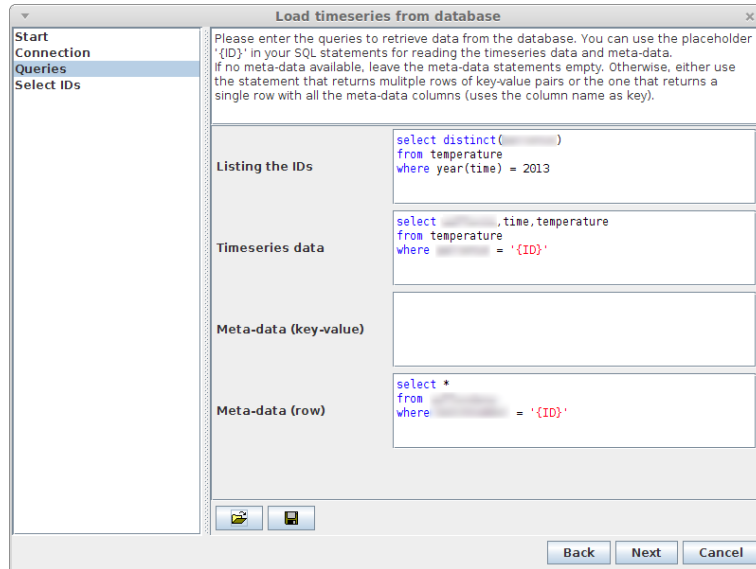 Load timeseries from database
Start
Connection
Queries
Select IDs
Please enter the queries to retrieve data from the database. You can use the placeholder
'{ID}' in your SQL statements for reading the timeseries data and meta-data.
If no meta-data available, leave the meta-data statements empty. Otherwise, either use
the statement that returns mulitple rows of key-value pairs or the one that returns a
single row with all the meta-data columns (uses the column name as key).
Listing the IDs
select distinct( )
from temperature
where year(time) = 2013
Timeseries data
select ,time,temperature
from temperature
where = '{ID}'
Meta-data (key-value)
Meta-data (row)
select *
from
where = '{ID}'
Back Next Cancel